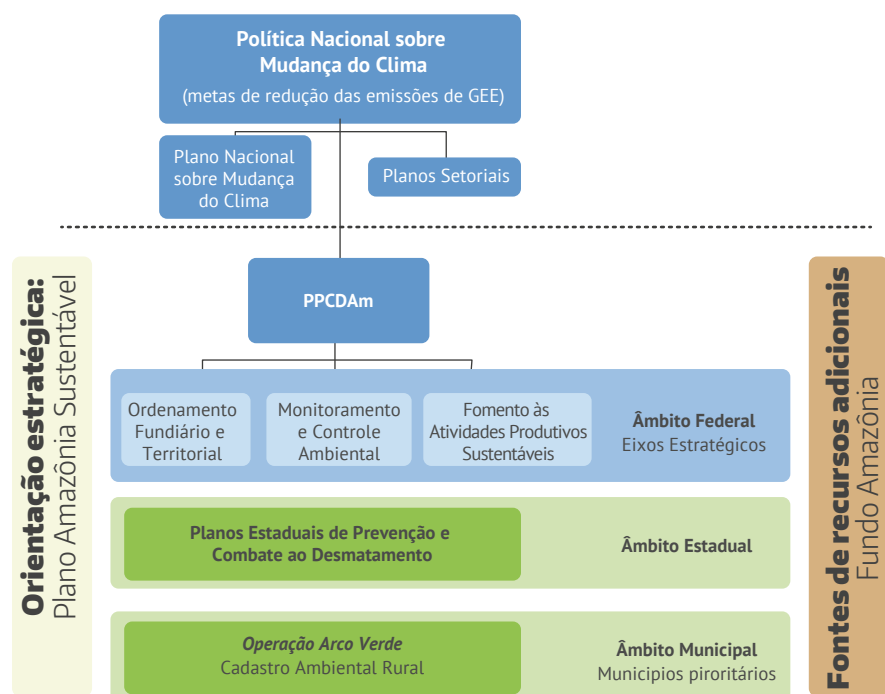 Política Nacional sobre
Mudança do Clima
(metas de redução das emissões de GEE)
Plano Nacional
sobre Mudança
do Clima
Planos Setoriais
Orientação estratégica:
Plano Amazônia Sustentável
PPCDAm
Ordenamento
Fundiário e
Territorial
Monitoramento
e Controle
Ambiental
Fomento às
Atividades Produtivos
Sustentáveis
Âmbito Federal
Eixos Estratégicos
Planos Estaduais de Prevenção e
Combate ao Desmatamento
Âmbito Estadual
Operação Arco Verde
Cadastro Ambiental Rural
Âmbito Municipal
Municipios piroritários
Fontes de recursos adicionais
Fundo Amazônia